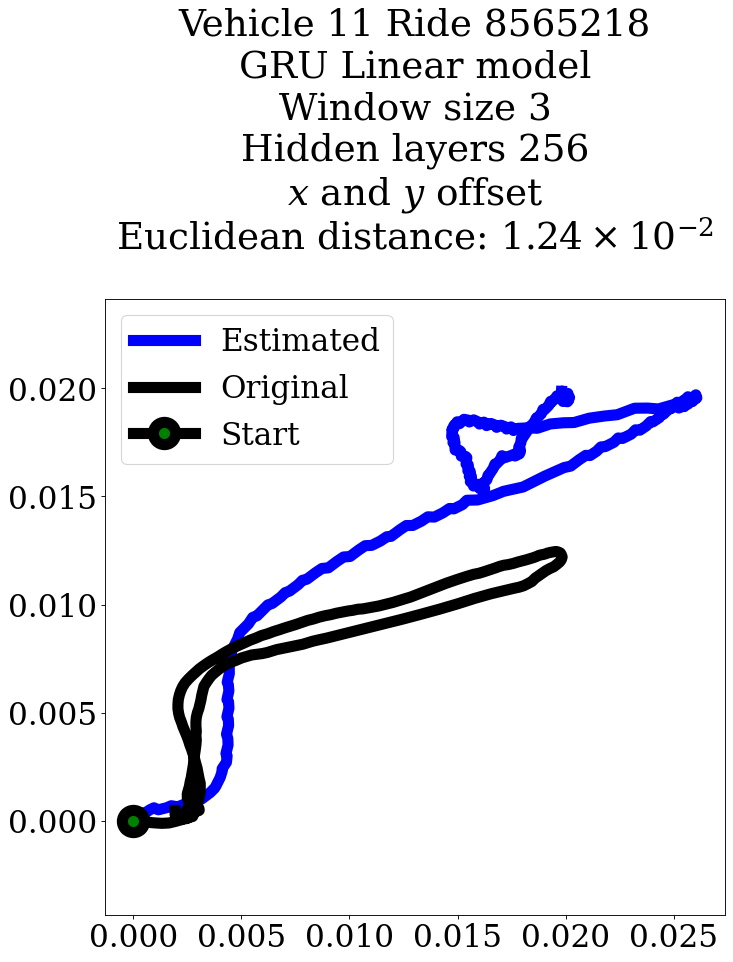 Vehicle 11 Ride 8565218
GRU Linear model
Window size 3
Hidden layers 256
x and y offset
Euclidean distance: 1.24 × 10⁻²
Estimated
Original
Start
0.020
0.015
0.010
0.005
0.000
0.000 0.005 0.010 0.015 0.020 0.025